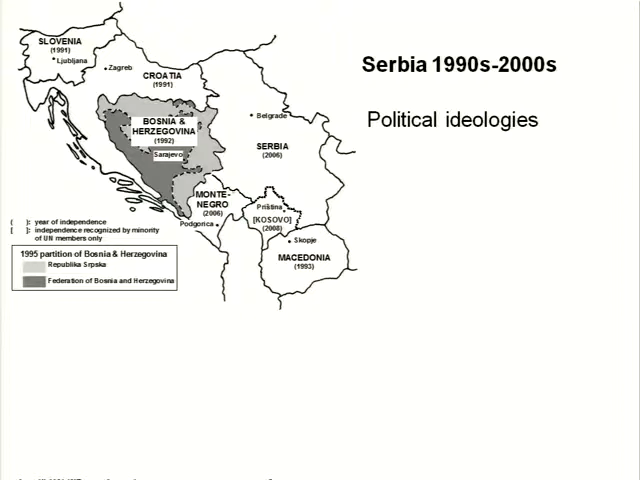 SLOVENIA
(1991)
Ljubljana
Zagreb
CROATIA
(1991)
BOSNIA &
HERZEGOVINA
(1992)
Sarajevo
Belgrade
SERBIA
(2006)
MONTE-
NEGRO
(2006)
Podgorica
Priština
[KOSOVO]
(2008)
Skopje
MACEDONIA
(1993)
( ): year of independence
[ ]: independence recognized by minority
of UN members only
1995 partition of Bosnia & Herzegovina
Republika Srpska
Federation of Bosnia and Herzegovina
Serbia 1990s-2000s
Political ideologies